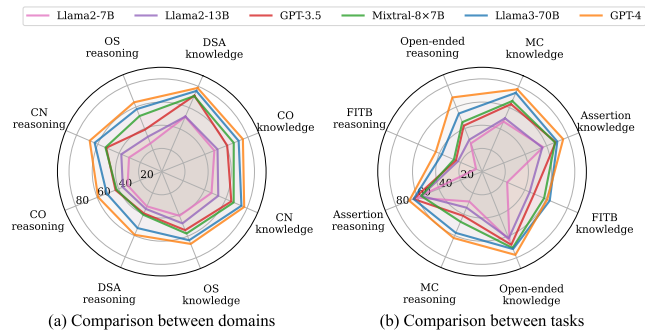 Llama2-7B Llama2-13B GPT-3.5 Mixtral-8×7B Llama3-70B GPT-4
OS
reasoning
DSA
knowledge
CN
reasoning
CO
knowledge
CO
reasoning
CN
knowledge
DSA
reasoning
OS
knowledge
20
40
60
80
(a) Comparison between domains
Open-ended
reasoning
MC
knowledge
FITB
reasoning
Assertion
knowledge
Assertion
reasoning
FITB
knowledge
MC
reasoning
Open-ended
knowledge
20
40
60
80
(b) Comparison between tasks